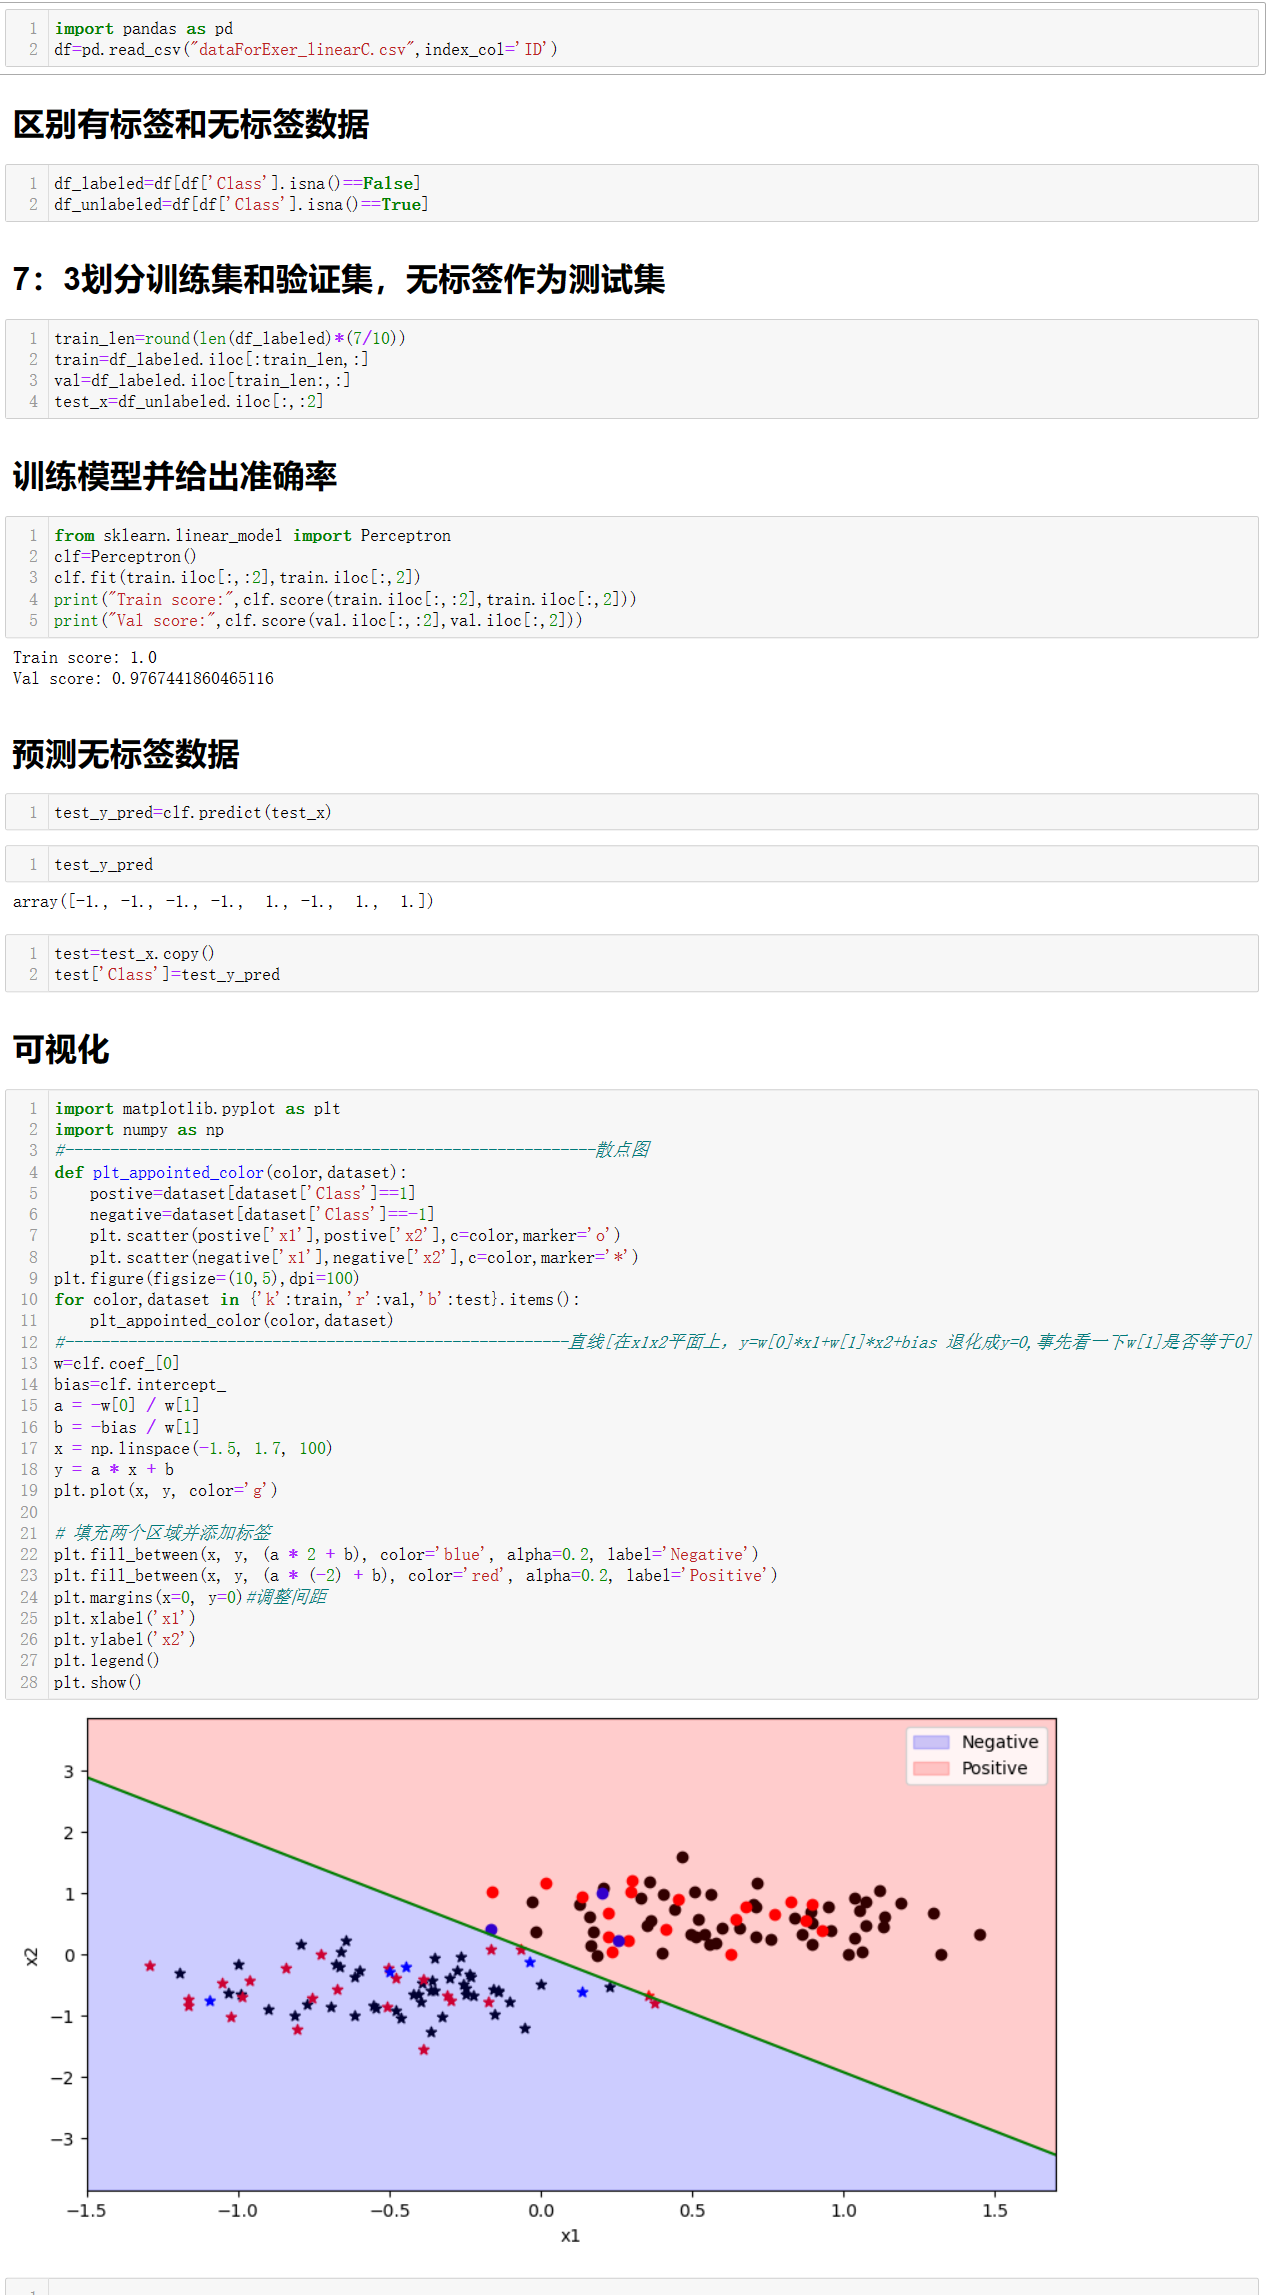 1 import pandas as pd
2 df=pd.read_csv("dataForExer_linearC.csv",index_col='ID')
区别有标签和无标签数据
1 df_labeled=df[df['Class'].isna()==False]
2 df_unlabeled=df[df['Class'].isna()==True]
7：3划分训练集和验证集，无标签作为测试集
1 train_len=round(len(df_labeled)*(7/10))
2 train=df_labeled.iloc[:train_len,:]
3 val=df_labeled.iloc[train_len:,:]
4 test_x=df_unlabeled.iloc[:,:2]
训练模型并给出准确率
1 from sklearn.linear_model import Perceptron
2 clf=Perceptron()
3 clf.fit(train.iloc[:,:2],train.iloc[:,2])
4 print("Train score:",clf.score(train.iloc[:,:2],train.iloc[:,2]))
5 print("Val score:",clf.score(val.iloc[:,:2],val.iloc[:,2]))
Train score: 1.0
Val score: 0.9767441860465116
预测无标签数据
1 test_y_pred=clf.predict(test_x)
1 test_y_pred
array([-1., -1., -1., -1.,  1., -1.,  1.,  1.])
1 test=test_x.copy()
2 test['Class']=test_y_pred
可视化
1 import matplotlib.pyplot as plt
2 import numpy as np
3 #-----------------------------------------------------------散点图
4 def plt_appointed_color(color,dataset):
5     postive=dataset[dataset['Class']==1]
6     negative=dataset[dataset['Class']==-1]
7     plt.scatter(postive['x1'],postive['x2'],c=color,marker='o')
8     plt.scatter(negative['x1'],negative['x2'],c=color,marker='*')
9 plt.figure(figsize=(10,5),dpi=100)
10 for color,dataset in {'k':train,'r':val,'b':test}.items():
11     plt_appointed_color(color,dataset)
12 #--------------------------------------------------------直线[在x1x2平面上，y=w[0]*x1+w[1]*x2+bias 退化成y=0,事先看一下w[1]是否等于0]
13 w=clf.coef_[0]
14 bias=clf.intercept_
15 a = -w[0] / w[1]
16 b = -bias / w[1]
17 x = np.linspace(-1.5, 1.7, 100)
18 y = a * x + b
19 plt.plot(x, y, color='g')
20
21 # 填充两个区域并添加标签
22 plt.fill_between(x, y, (a * 2 + b), color='blue', alpha=0.2, label='Negative')
23 plt.fill_between(x, y, (a * (-2) + b), color='red', alpha=0.2, label='Positive')
24 plt.margins(x=0, y=0)#调整间距
25 plt.xlabel('x1')
26 plt.ylabel('x2')
27 plt.legend()
28 plt.show()
Negative
Positive
3
2
1
0
−1
−2
−3
x2
−1.5 −1.0 −0.5 0.0 0.5 1.0 1.5
x1